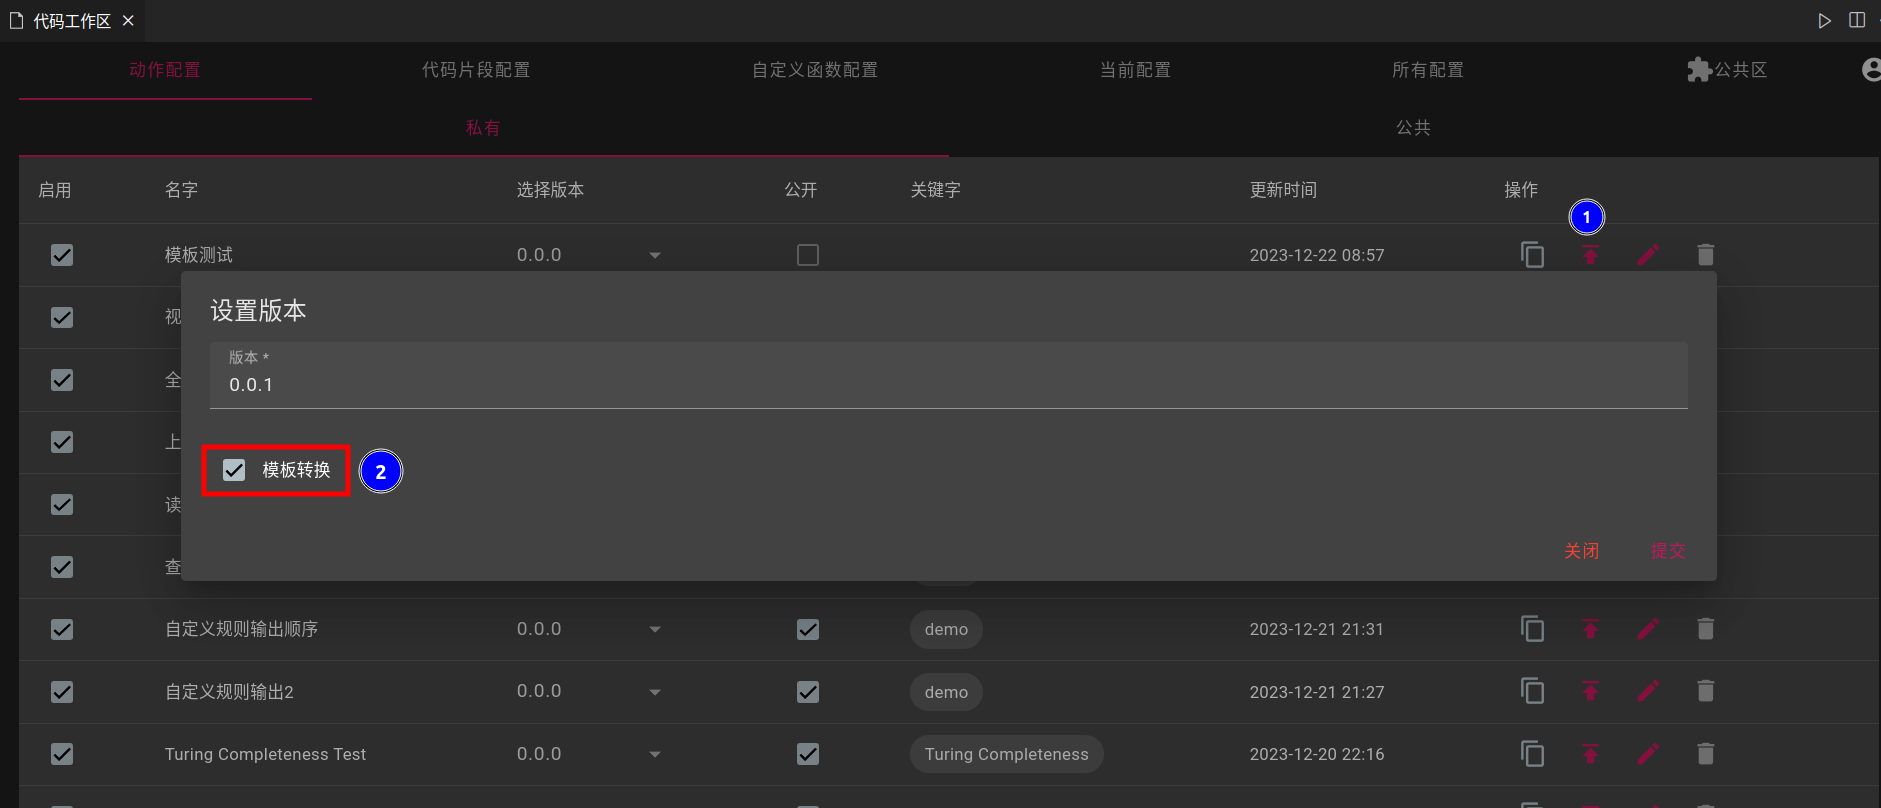 代码工作区
动作配置 代码片段配置 自定义函数配置 当前配置 所有配置 公共区
私有 公共
启用 名字 选择版本 公开 关键字 更新时间 操作
1
模板测试 0.0.0 2023-12-22 08:57
设置版本
视
版本 *
全
0.0.1
上
模板转换 2
读
关闭 提交
查
自定义规则输出顺序 0.0.0 demo 2023-12-21 21:31
自定义规则输出2 0.0.0 demo 2023-12-21 21:27
Turing Completeness Test 0.0.0 Turing Completeness 2023-12-20 22:16